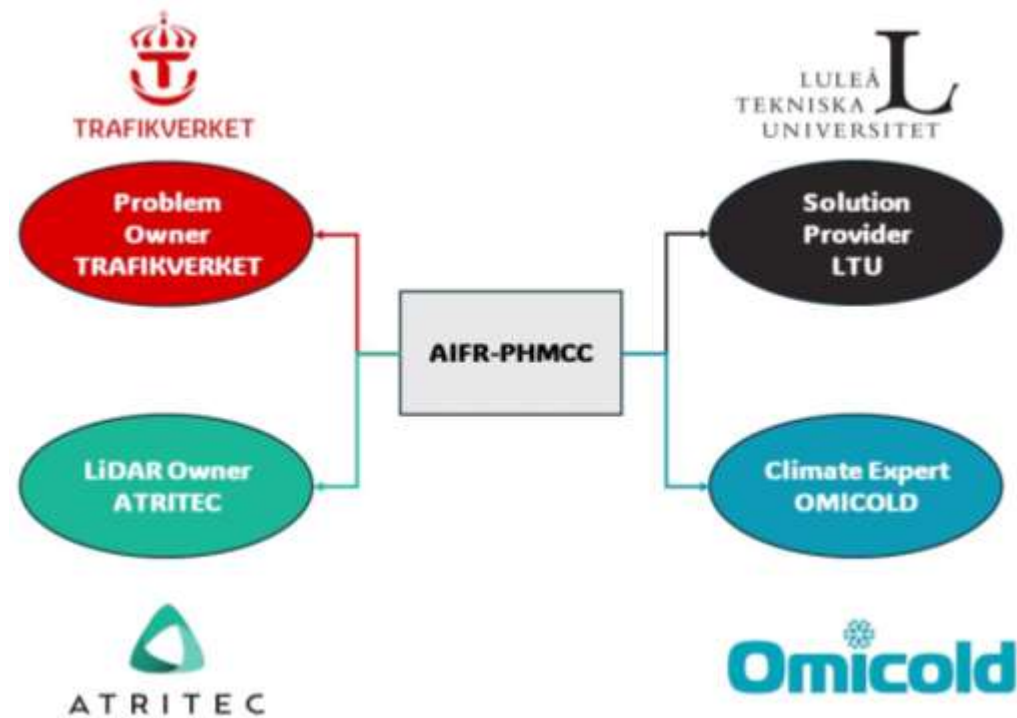 TRAFIKVERKET
LULEÅ
TEKNISKA
UNIVERSITET
L
Problem
Owner
TRAFIKVERKET
Solution
Provider
LTU
AIFR-PHMCC
LiDAR Owner
ATRITEC
Climate Expert
OMICOLD
ATRITEC
Omicold